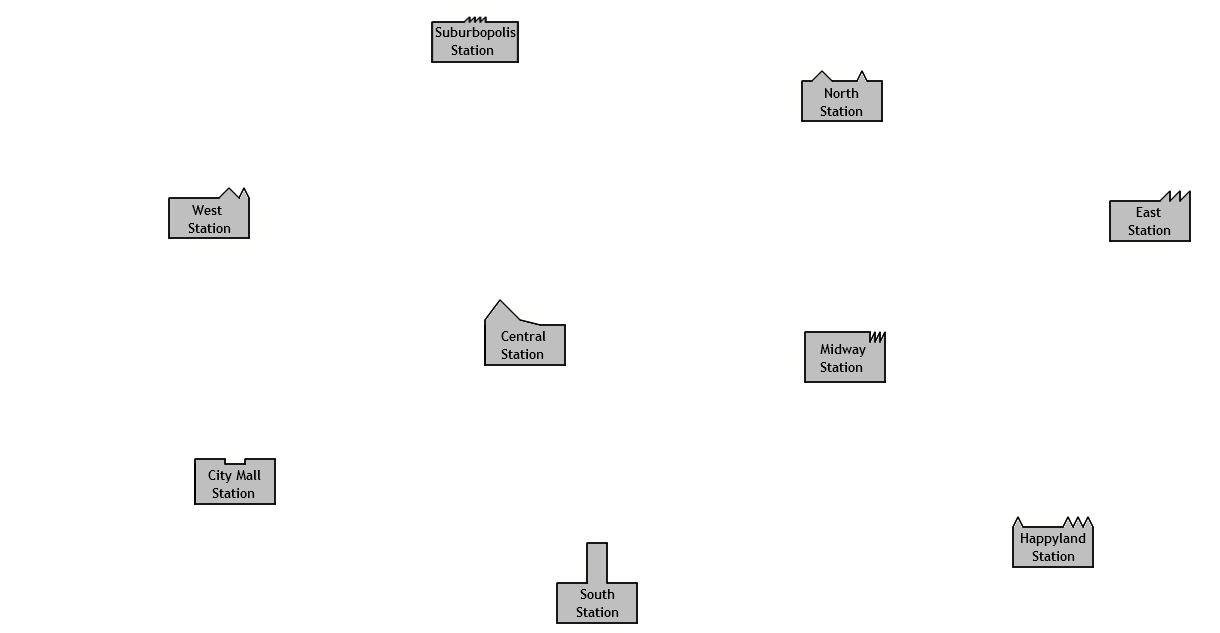 Suburbopolis
Station
North
Station
West
Station
East
Station
Central
Station
Midway
Station
City Mall
Station
Happyland
Station
South
Station